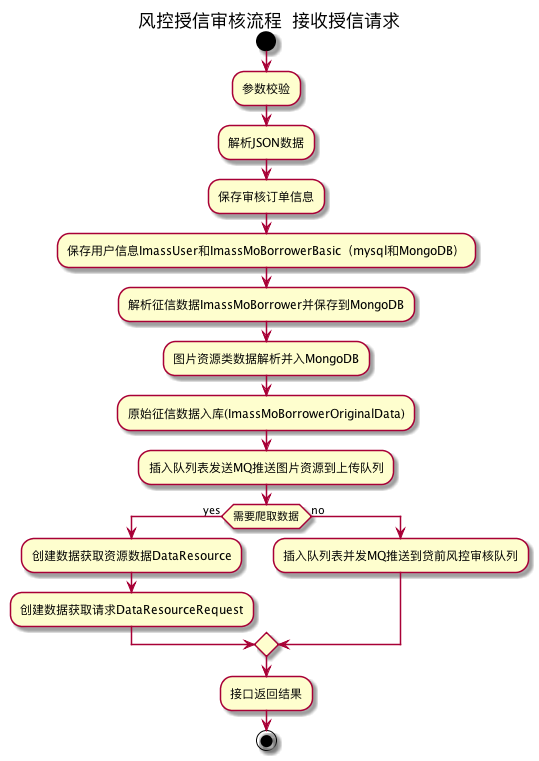 风控授信审核流程 接收授信请求
参数校验
解析JSON数据
保存审核订单信息
保存用户信息ImassUser和ImassMoBorrowerBasic（mysql和MongoDB）
解析征信数据ImassMoBorrower并保存到MongoDB
图片资源类数据解析并入MongoDB
原始征信数据入库(ImassMoBorrowerOriginalData)
插入队列表发送MQ推送图片资源到上传队列
yes
需要爬取数据
no
创建数据获取资源数据DataResource
插入队列表并发MQ推送到贷前风控审核队列
创建数据获取请求DataResourceRequest
接口返回结果